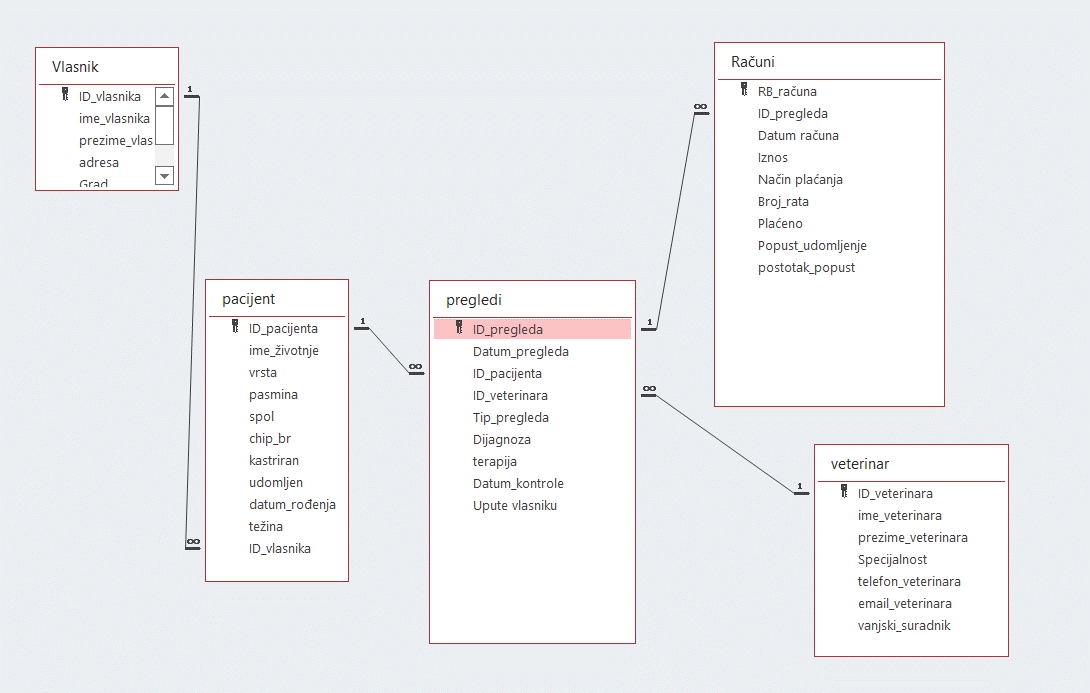 Vlasnik
ID_vlasnika
ime_vlasnika
prezime_vlas
adresa
Grad
1
∞
pacijent
ID_pacijenta
ime_životnje
vrsta
pasmina
spol
chip_br
kastriran
udomljen
datum_rođenja
težina
ID_vlasnika
1
∞
pregledi
ID_pregleda
Datum_pregleda
ID_pacijenta
ID_veterinara
Tip_pregleda
Dijagnoza
terapija
Datum_kontrole
Upute vlasniku
1
∞
Računi
RB_računa
ID_pregleda
Datum računa
Iznos
Način plaćanja
Broj_rata
Plaćeno
Popust_udomljenje
postotak_popust
∞
1
veterinar
ID_veterinara
ime_veterinara
prezime_veterinara
Specijalnost
telefon_veterinara
email_veterinara
vanjski_suradnik